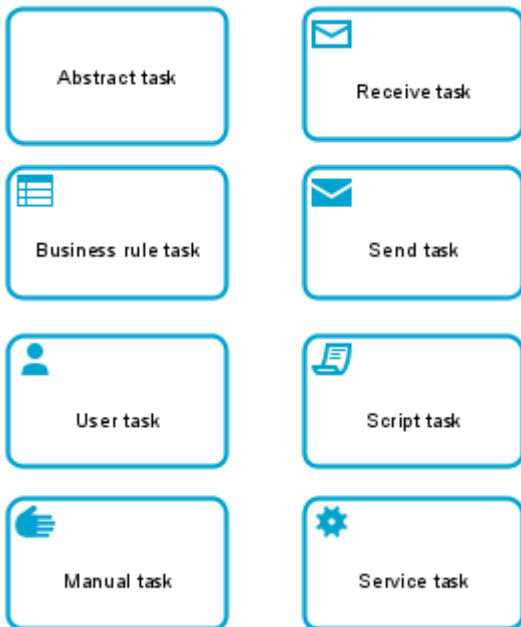 Abstract task
Receive task
Business rule task
Send task
User task
Script task
Manual task
Service task